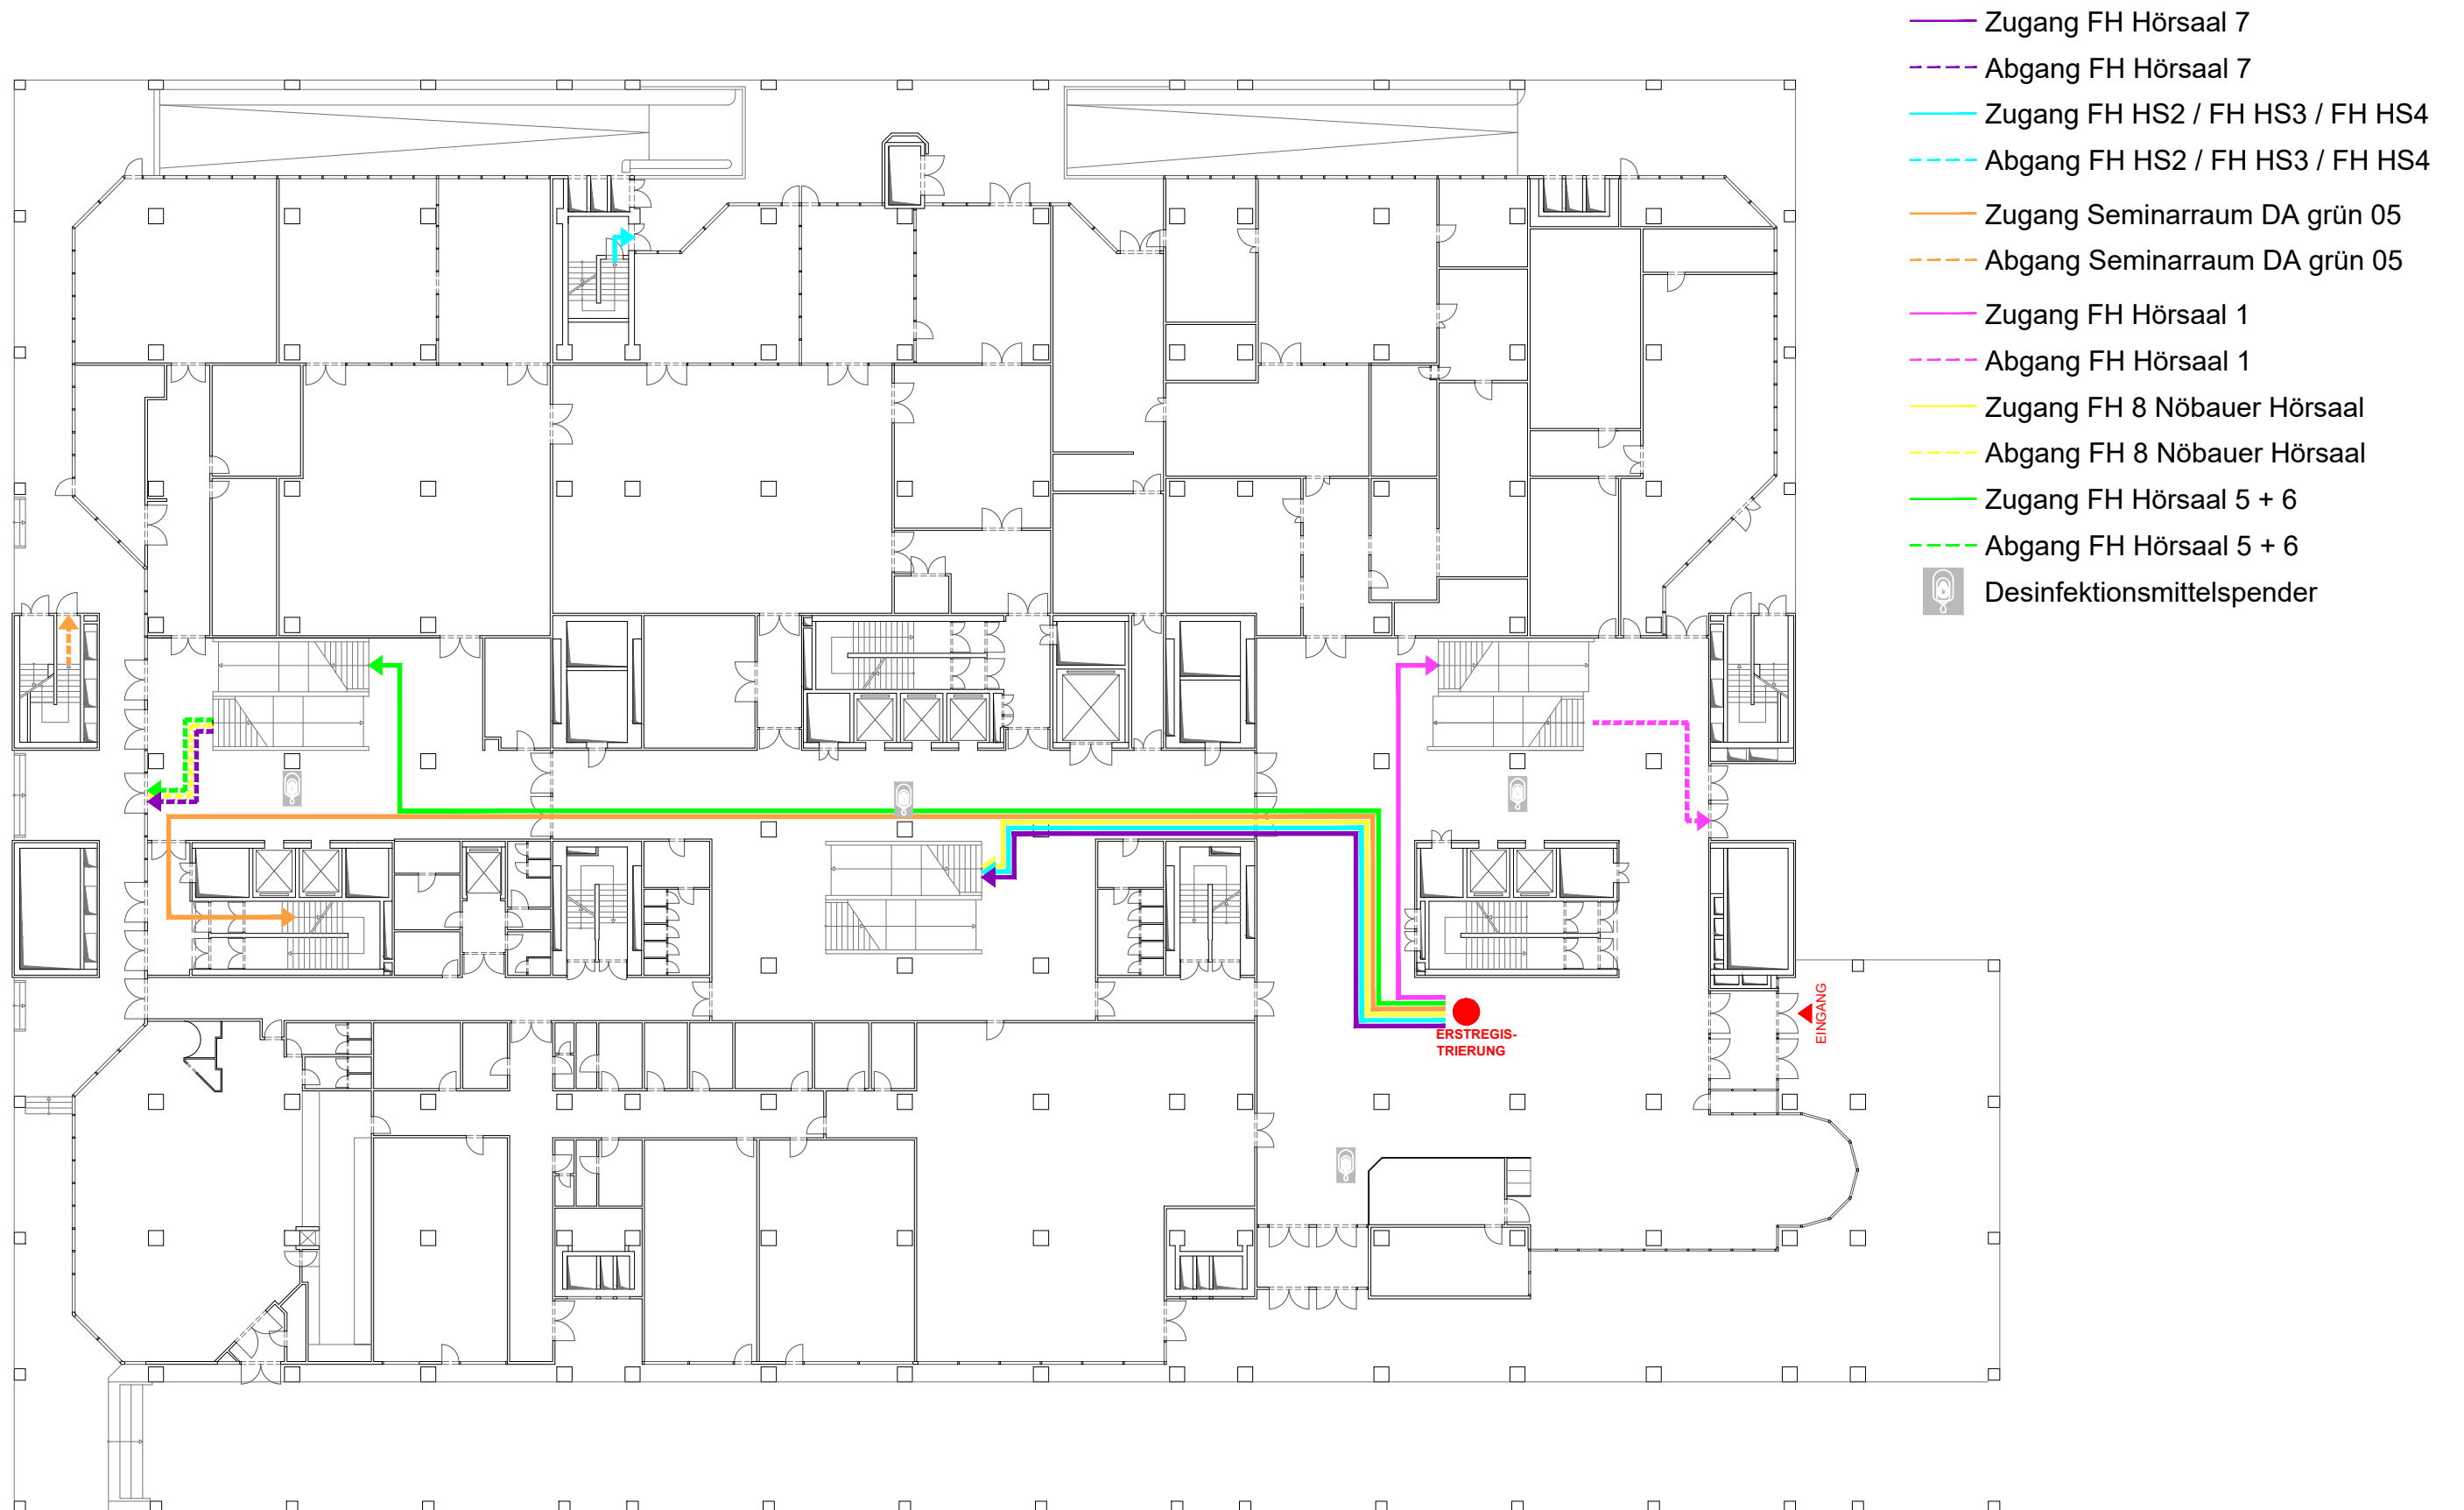 Zugang FH Hörsaal 7
Abgang FH Hörsaal 7
Zugang FH HS2 / FH HS3 / FH HS4
Abgang FH HS2 / FH HS3 / FH HS4
Zugang Seminarraum DA grün 05
Abgang Seminarraum DA grün 05
Zugang FH Hörsaal 1
Abgang FH Hörsaal 1
Zugang FH 8 Nöbauer Hörsaal
Abgang FH 8 Nöbauer Hörsaal
Zugang FH Hörsaal 5 + 6
Abgang FH Hörsaal 5 + 6
Desinfektionsmittelspender
EINGANG
ERSTREGIS-
TRIERUNG